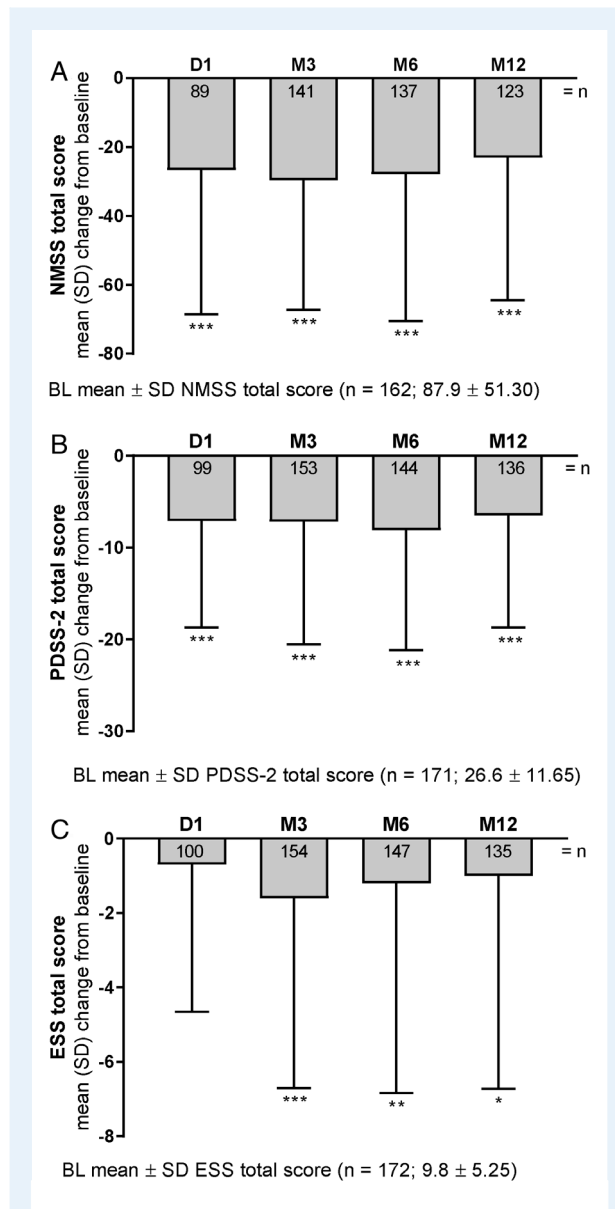 A
D1 M3 M6 M12
0
89 141 137 123 = n
-20
-40
-60
-80
NMSS total score
mean (SD) change from baseline
*** *** *** ***
BL mean ± SD NMSS total score (n = 162; 87.9 ± 51.30)
B
D1 M3 M6 M12
0
99 153 144 136 = n
-10
-20
-30
PDSS-2 total score
mean (SD) change from baseline
*** *** *** ***
BL mean ± SD PDSS-2 total score (n = 171; 26.6 ± 11.65)
C
D1 M3 M6 M12
0
100 154 147 135 = n
-2
-4
-6
-8
ESS total score
mean (SD) change from baseline
*** ** *
BL mean ± SD ESS total score (n = 172; 9.8 ± 5.25)